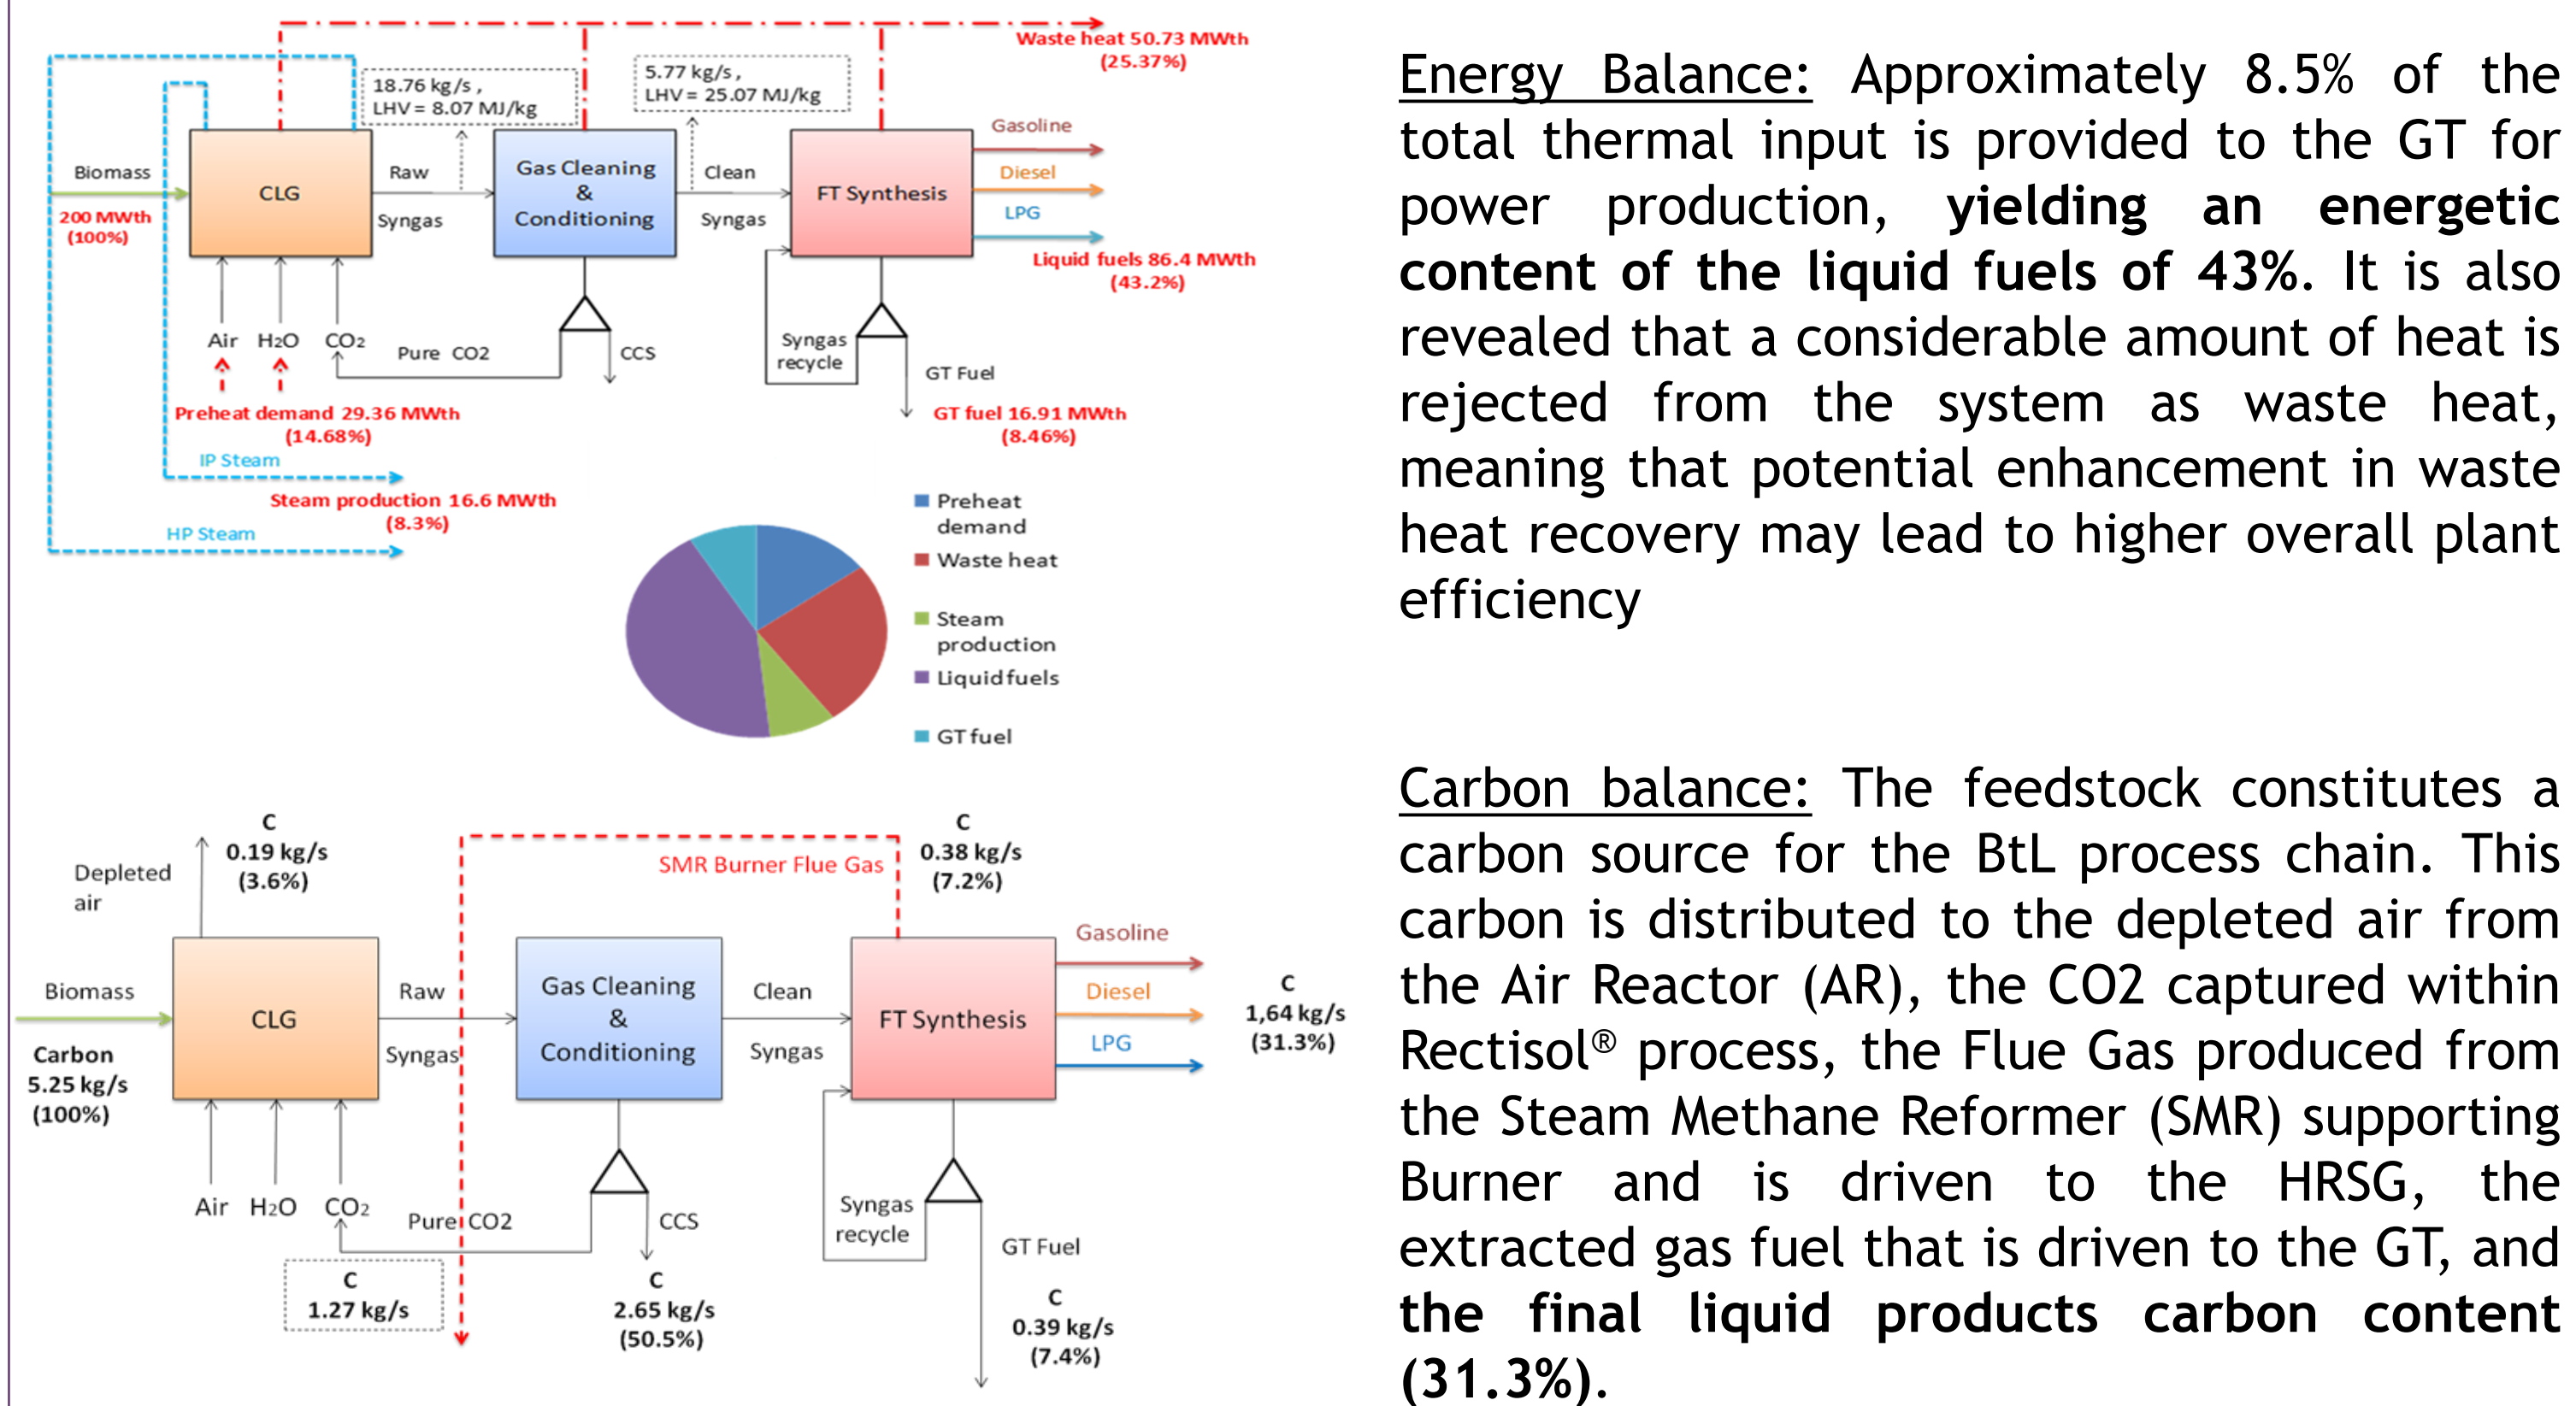 Waste heat 50.73 MWth
(25.37%)
18.76 kg/s ,
LHV = 8.07 MJ/kg
5.77 kg/s ,
LHV = 25.07 MJ/kg
Biomass
200 MWth
(100%)
CLG
Raw
Syngas
Gas Cleaning
&
Conditioning
Clean
Syngas
FT Synthesis
Gasoline
Diesel
LPG
Liquid fuels 86.4 MWth
(43.2%)
Air
H2O
CO2
Pure CO2
CCS
Syngas
recycle
GT Fuel
Preheat demand 29.36 MWth
(14.68%)
GT fuel 16.91 MWth
(8.46%)
IP Steam
Steam production 16.6 MWth
(8.3%)
HP Steam
Preheat
demand
Waste heat
Steam
production
Liquid fuels
GT fuel
C
0.19 kg/s
(3.6%)
Depleted
air
SMR Burner Flue Gas
C
0.38 kg/s
(7.2%)
Biomass
Carbon
5.25 kg/s
(100%)
CLG
Raw
Syngas
Gas Cleaning
&
Conditioning
Clean
Syngas
FT Synthesis
Gasoline
Diesel
LPG
C
1,64 kg/s
(31.3%)
Air
H2O
CO2
Pure CO2
CCS
Syngas
recycle
GT Fuel
C
1.27 kg/s
C
2.65 kg/s
(50.5%)
C
0.39 kg/s
(7.4%)
Energy Balance: Approximately 8.5% of the
total thermal input is provided to the GT for
power production, yielding an energetic
content of the liquid fuels of 43%. It is also
revealed that a considerable amount of heat is
rejected from the system as waste heat,
meaning that potential enhancement in waste
heat recovery may lead to higher overall plant
efficiency
Carbon balance: The feedstock constitutes a
carbon source for the BtL process chain. This
carbon is distributed to the depleted air from
the Air Reactor (AR), the CO2 captured within
Rectisol® process, the Flue Gas produced from
the Steam Methane Reformer (SMR) supporting
Burner and is driven to the HRSG, the
extracted gas fuel that is driven to the GT, and
the final liquid products carbon content
(31.3%).